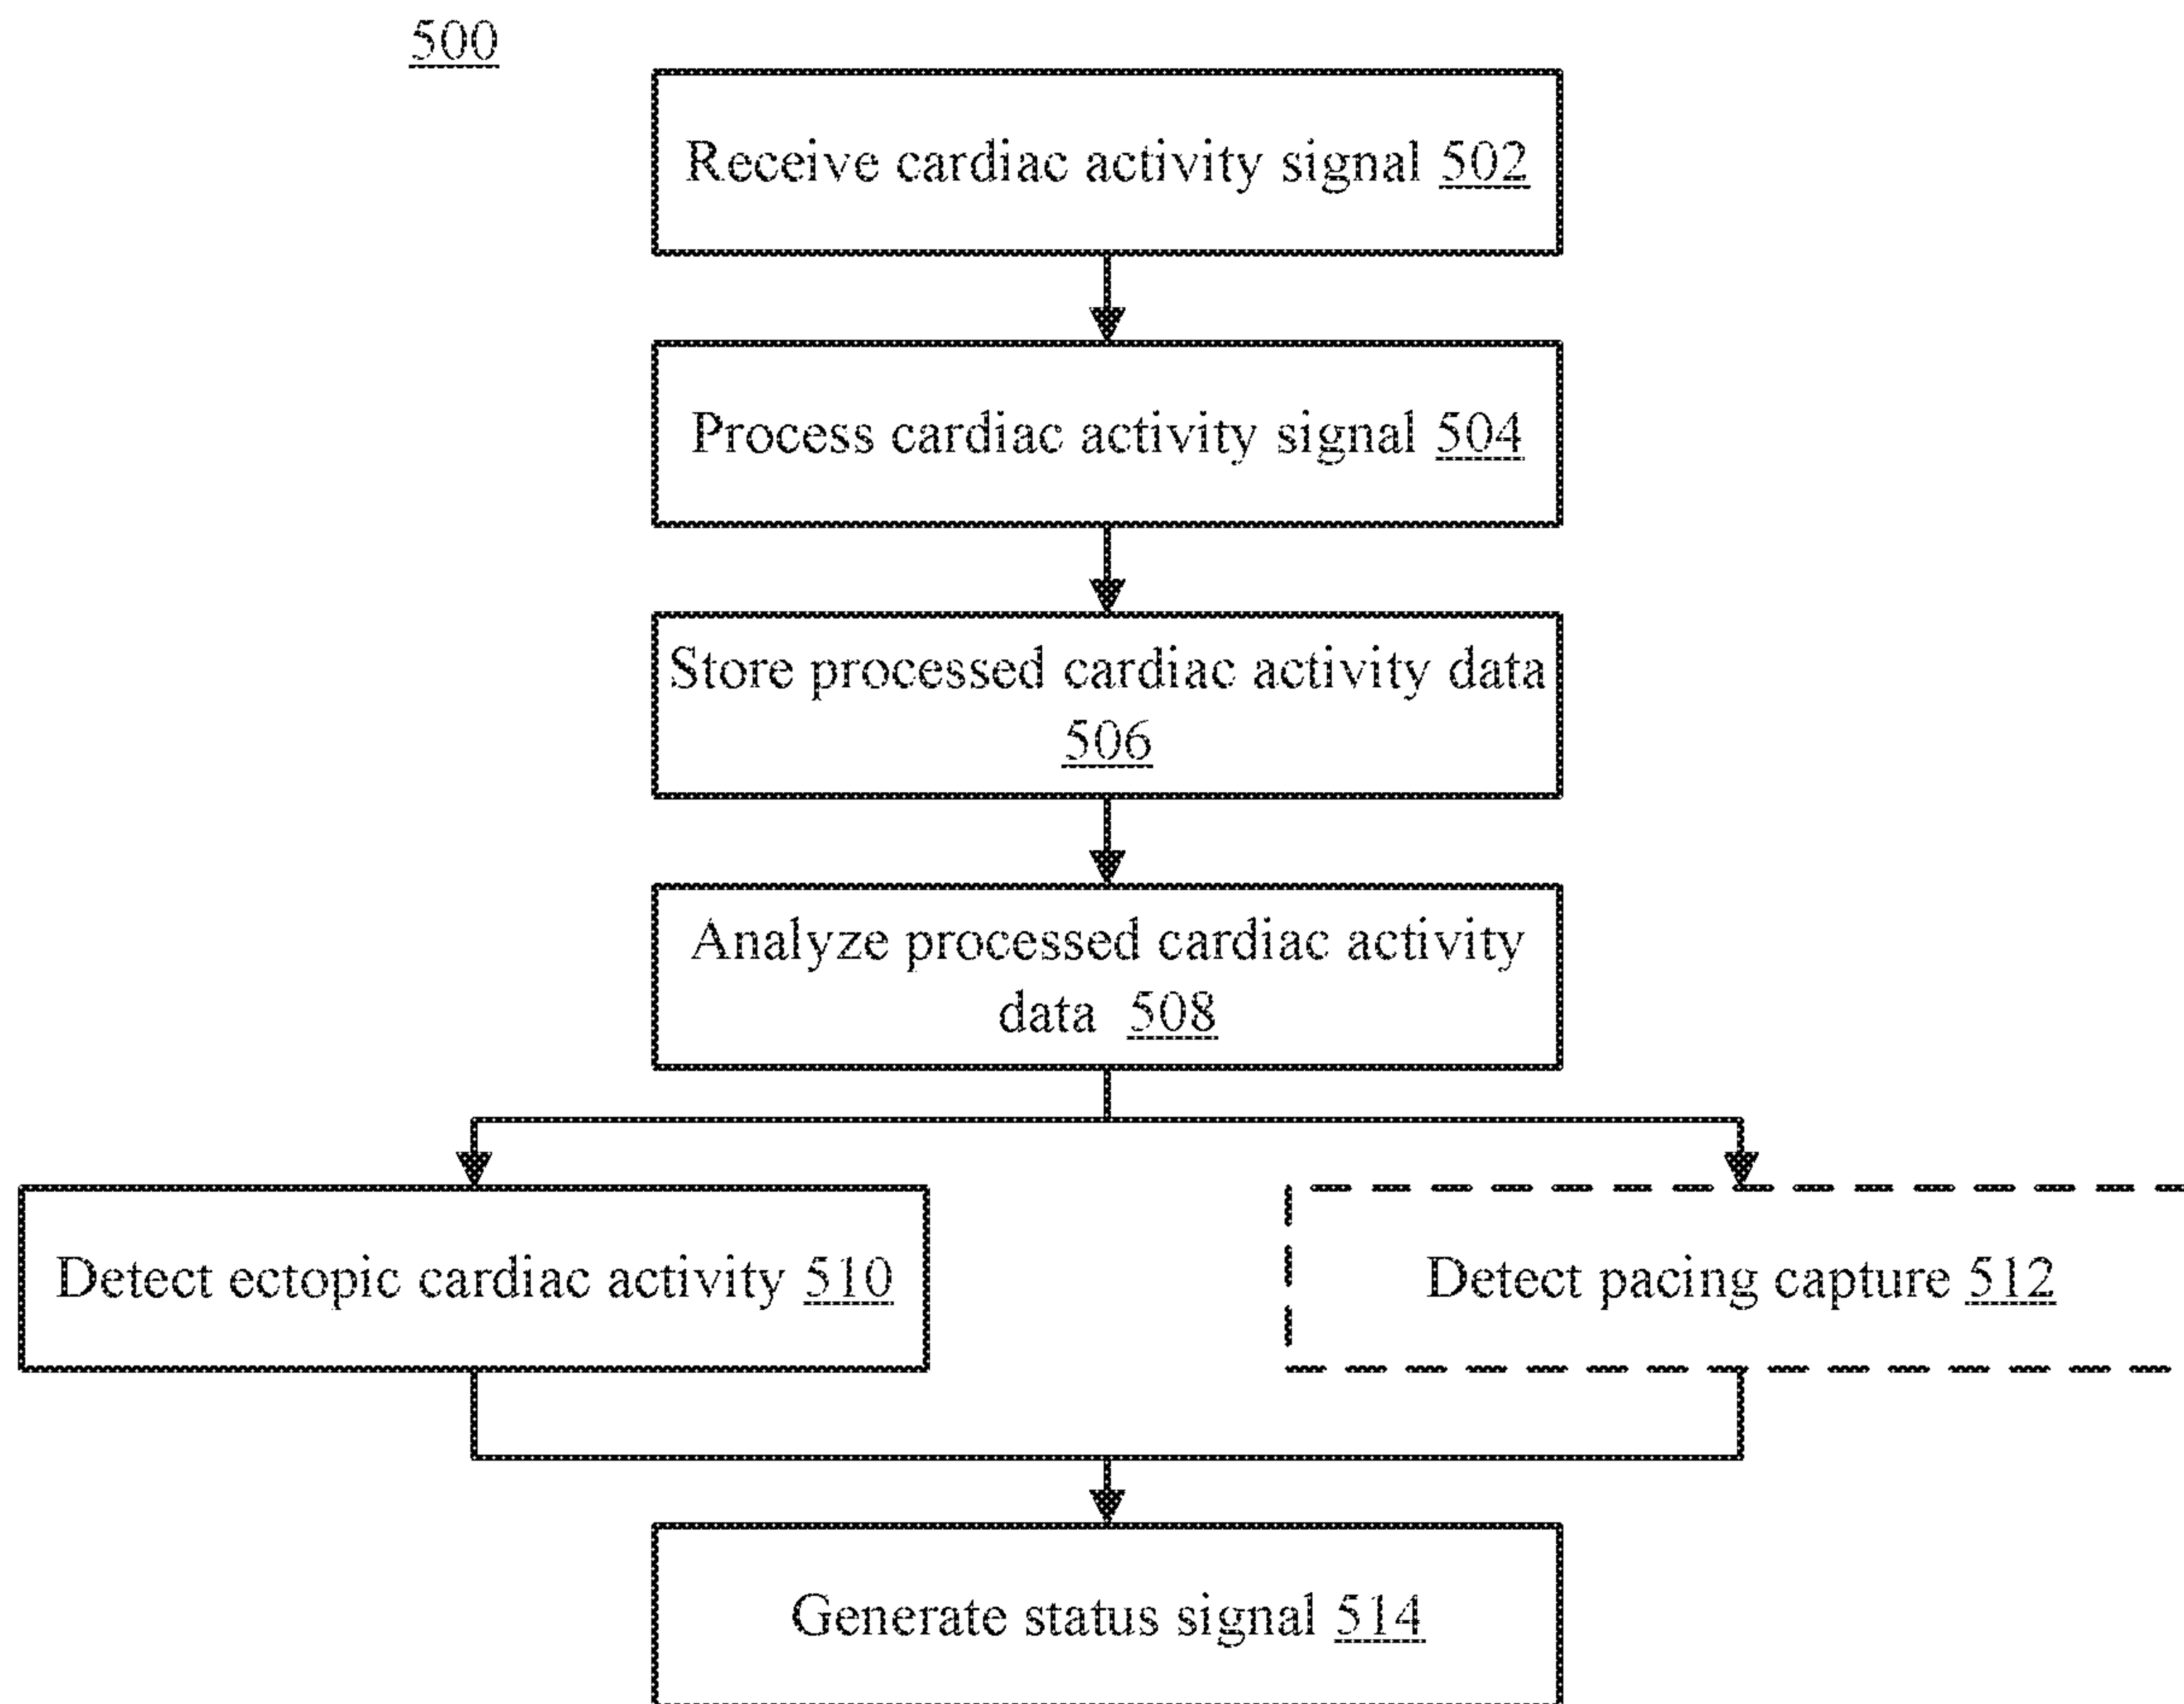 500
Receive cardiac activity signal 502
Process cardiac activity signal 504
Store processed cardiac activity data
506
Analyze processed cardiac activity
data 508
Detect ectopic cardiac activity 510
Detect pacing capture 512
Generate status signal 514